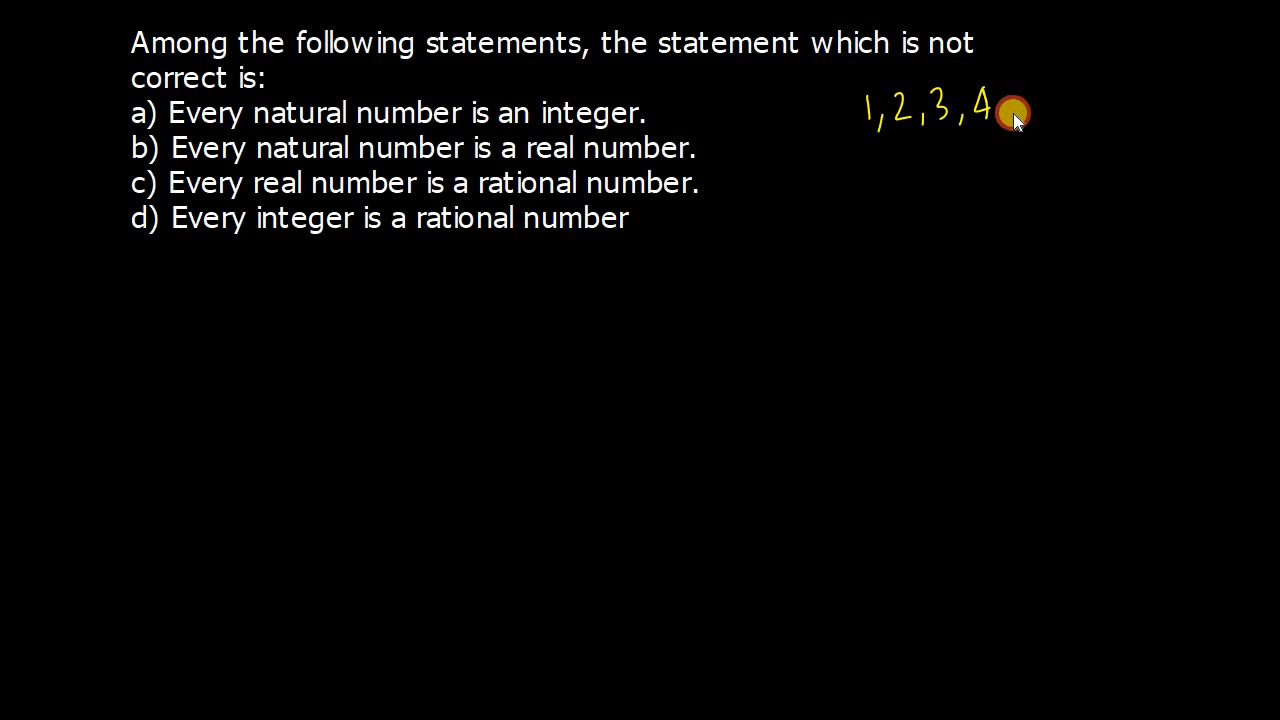 Among the following statements, the statement which is not
correct is:
a) Every natural number is an integer.
1, 2, 3, 4
b) Every natural number is a real number.
c) Every real number is a rational number.
d) Every integer is a rational number